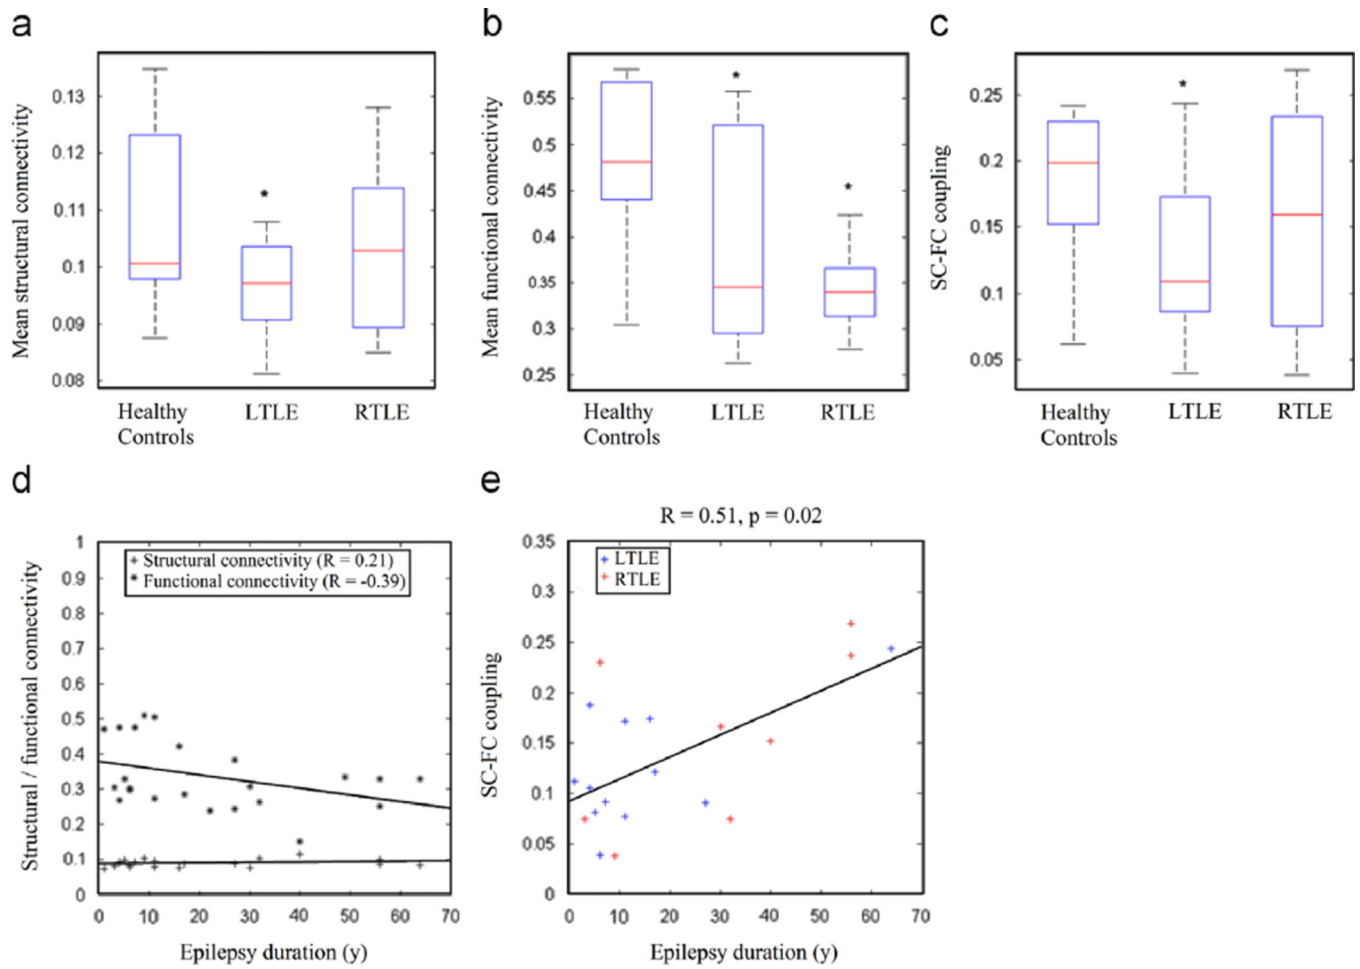 a
Mean structural connectivity
0.13
0.12
0.11
0.1
0.09
0.08
Healthy Controls
LTLE
RTLE
b
Mean functional connectivity
0.55
0.5
0.45
0.4
0.35
0.3
0.25
Healthy Controls
LTLE
RTLE
*
*
c
SC-FC coupling
0.25
0.2
0.15
0.1
0.05
Healthy Controls
LTLE
RTLE
*
d
Structural / functional connectivity
1
0.9
0.8
0.7
0.6
0.5
0.4
0.3
0.2
0.1
0
+ Structural connectivity (R = 0.21)
* Functional connectivity (R = -0.39)
0 10 20 30 40 50 60 70
Epilepsy duration (y)
e
R = 0.51, p = 0.02
SC-FC coupling
0.35
0.3
0.25
0.2
0.15
0.1
0.05
0
+ LTLE
+ RTLE
0 10 20 30 40 50 60 70
Epilepsy duration (y)